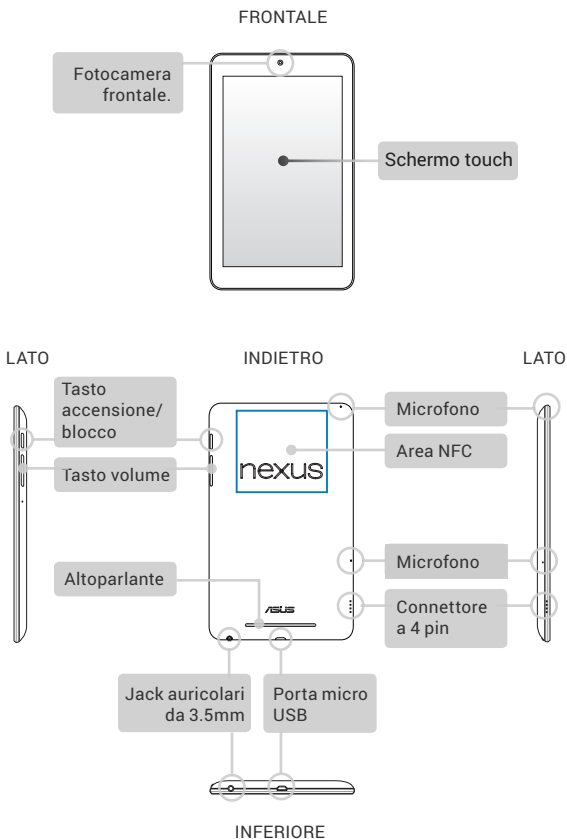 FRONTALE
Fotocamera
frontale.
Schermo touch
LATO
INDIETRO
LATO
Tasto
accensione/
blocco
Microfono
Area NFC
nexus
Tasto volume
Microfono
Altoparlante
ASUS
Connettore
a 4 pin
Jack auricolari
da 3.5mm
Porta micro
USB
INFERIORE